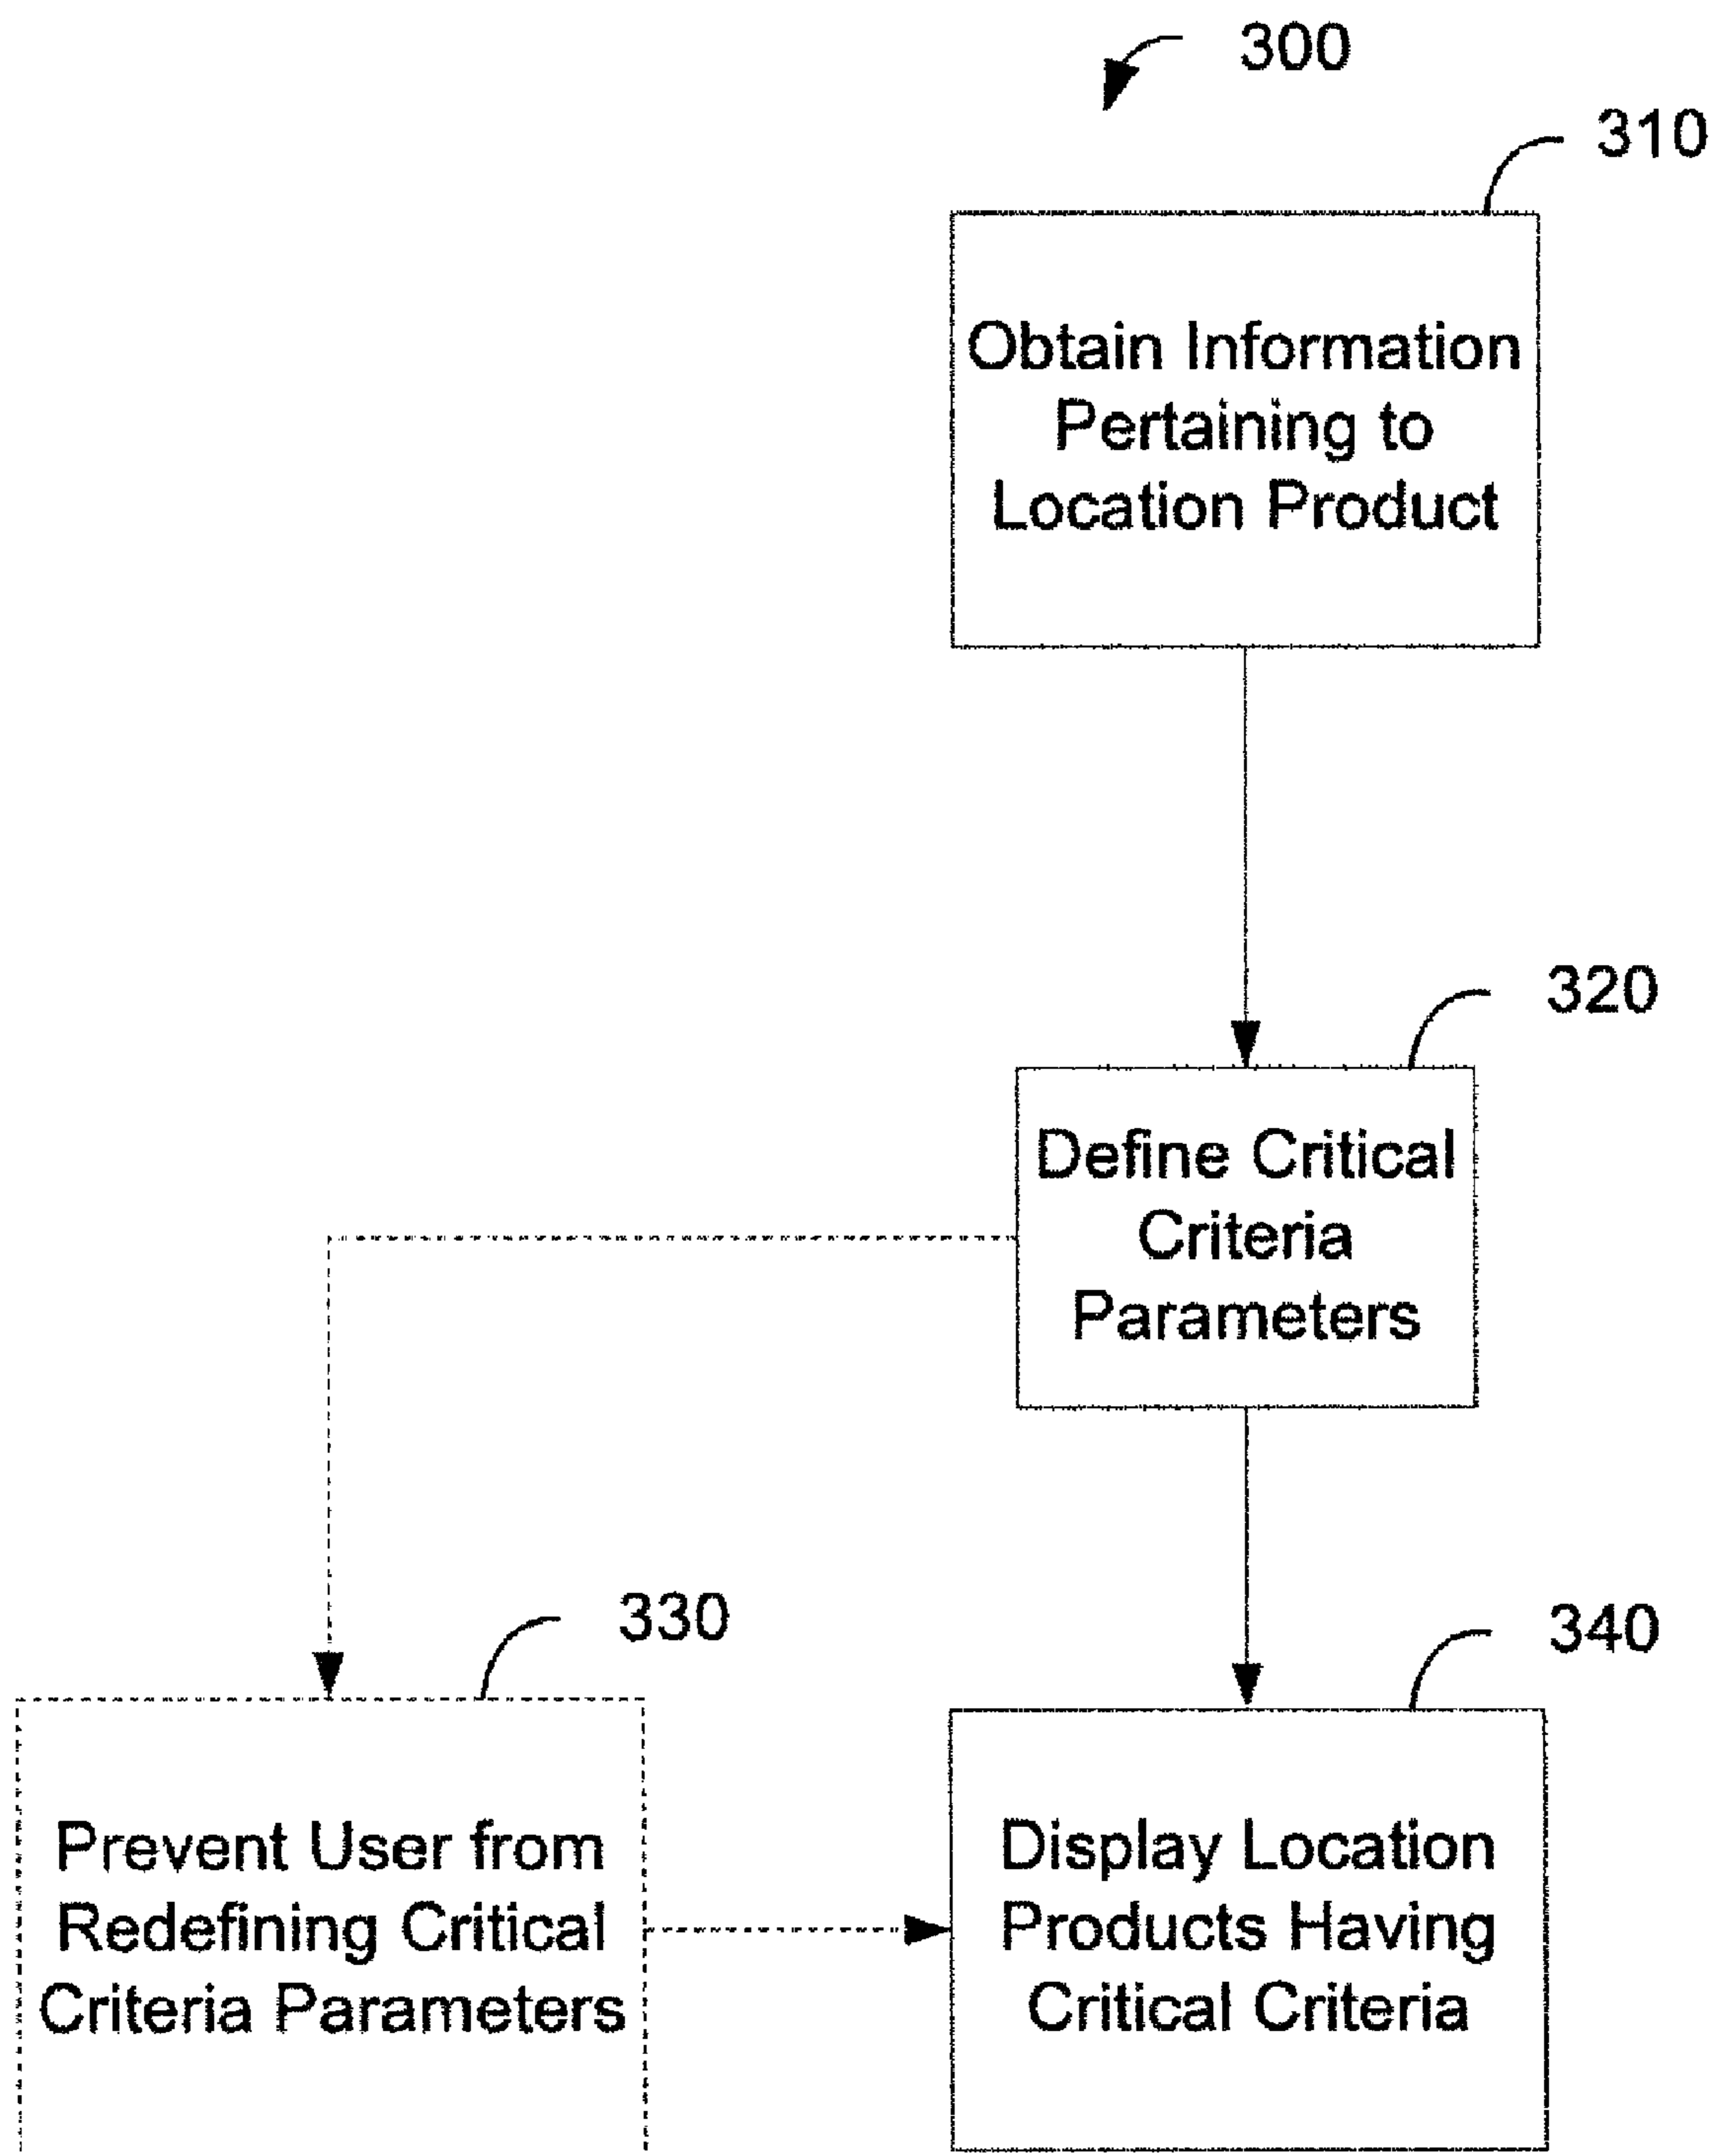 300
310
Obtain Information
Pertaining to
Location Product
320
Define Critical
Criteria
Parameters
330
Prevent User from
Redefining Critical
Criteria Parameters
340
Display Location
Products Having
Critical Criteria